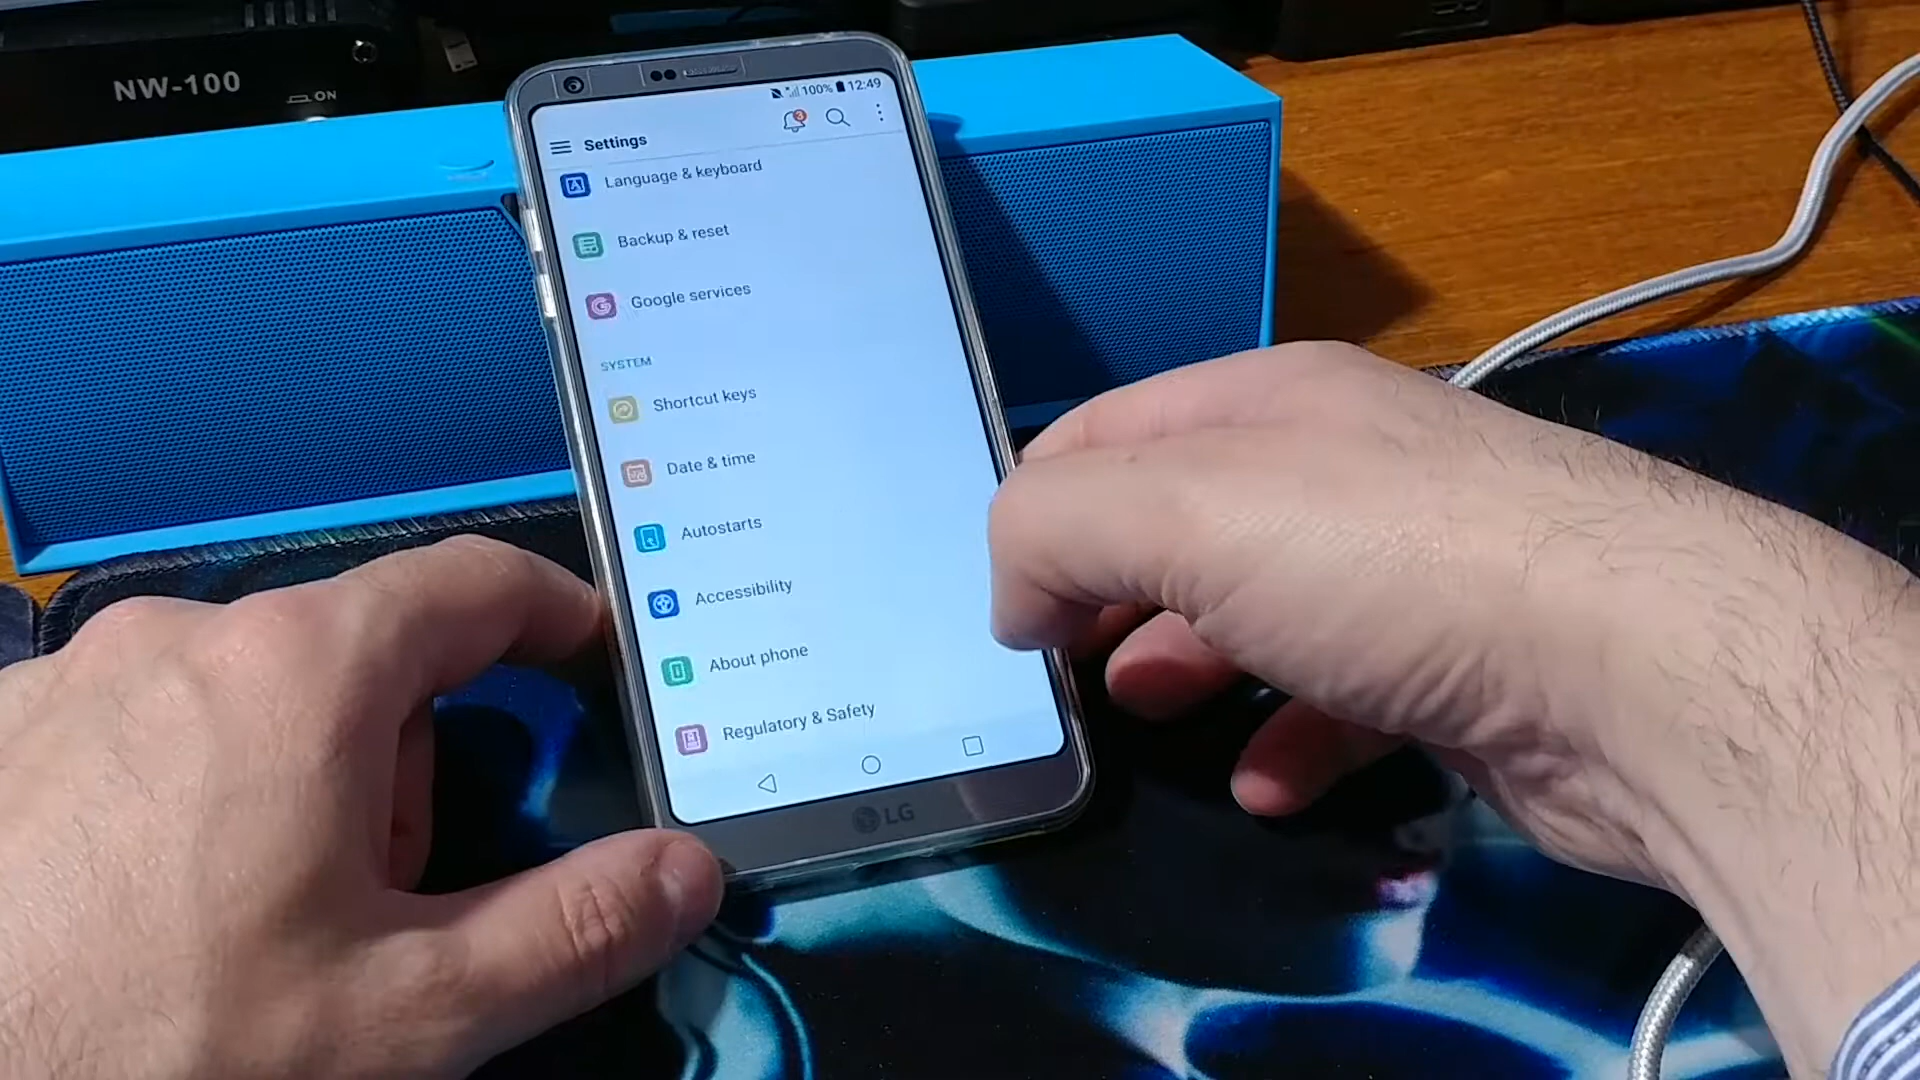 NW-100
ON
100% 12:49
3
Settings
Language & keyboard
Backup & reset
Google services
SYSTEM
Shortcut keys
Date & time
Autostarts
Accessibility
About phone
Regulatory & Safety
LG